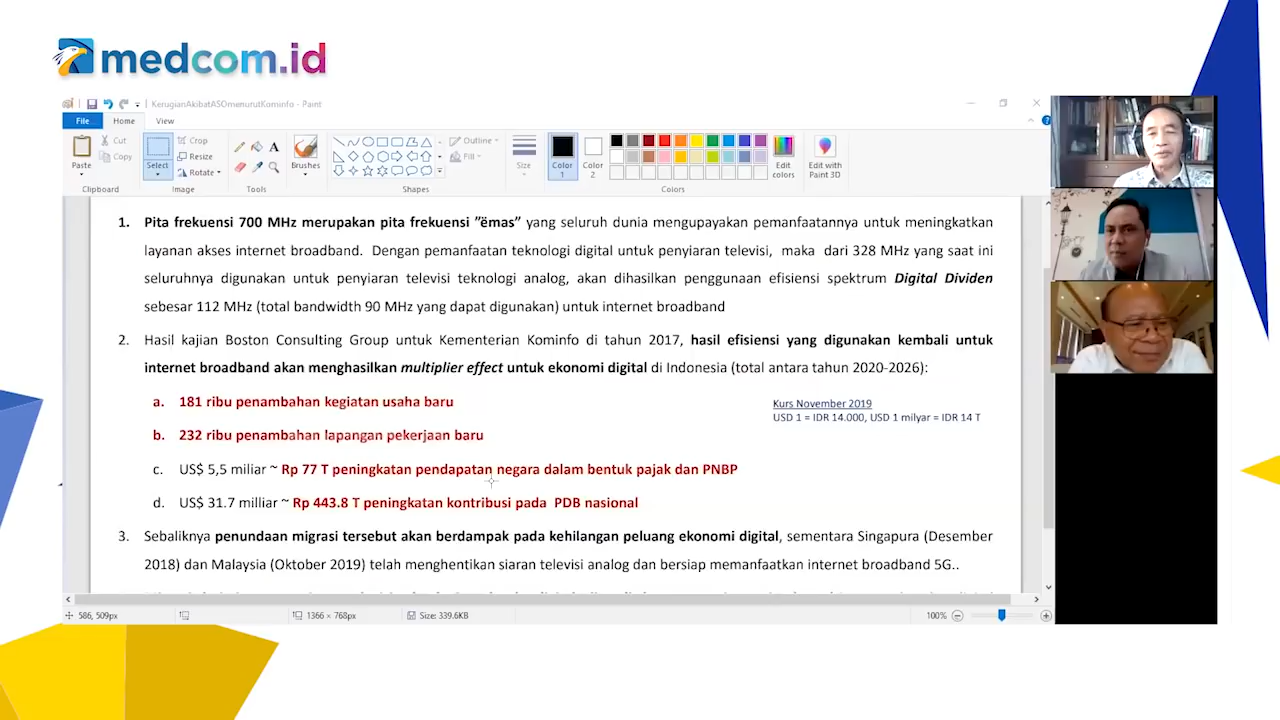 medcom.id
KerugianAkibatASOmenurutKominfo - Paint
File Home View
Paste
Cut
Copy
Clipboard
Select
Crop
Resize
Rotate
Image
Tools
Brushes
Shapes
Outline
Fill
Size
Color 1
Color 2
Colors
Edit colors
Edit with Paint 3D
1. Pita frekuensi 700 MHz merupakan pita frekuensi ”ëmas” yang seluruh dunia mengupayakan pemanfaatannya untuk meningkatkan
layanan akses internet broadband. Dengan pemanfaatan teknologi digital untuk penyiaran televisi, maka dari 328 MHz yang saat ini
seluruhnya digunakan untuk penyiaran televisi teknologi analog, akan dihasilkan penggunaan efisiensi spektrum Digital Dividen
sebesar 112 MHz (total bandwidth 90 MHz yang dapat digunakan) untuk internet broadband
2. Hasil kajian Boston Consulting Group untuk Kementerian Kominfo di tahun 2017, hasil efisiensi yang digunakan kembali untuk
internet broadband akan menghasilkan multiplier effect untuk ekonomi digital di Indonesia (total antara tahun 2020-2026):
a. 181 ribu penambahan kegiatan usaha baru
Kurs November 2019
USD 1 = IDR 14.000, USD 1 milyar = IDR 14 T
b. 232 ribu penambahan lapangan pekerjaan baru
c. US$ 5,5 miliar ~ Rp 77 T peningkatan pendapatan negara dalam bentuk pajak dan PNBP
d. US$ 31.7 milliar ~ Rp 443.8 T peningkatan kontribusi pada PDB nasional
3. Sebaliknya penundaan migrasi tersebut akan berdampak pada kehilangan peluang ekonomi digital, sementara Singapura (Desember
2018) dan Malaysia (Oktober 2019) telah menghentikan siaran televisi analog dan bersiap memanfaatkan internet broadband 5G..
586, 509px
1366 × 768px
Size: 339.6KB
100%